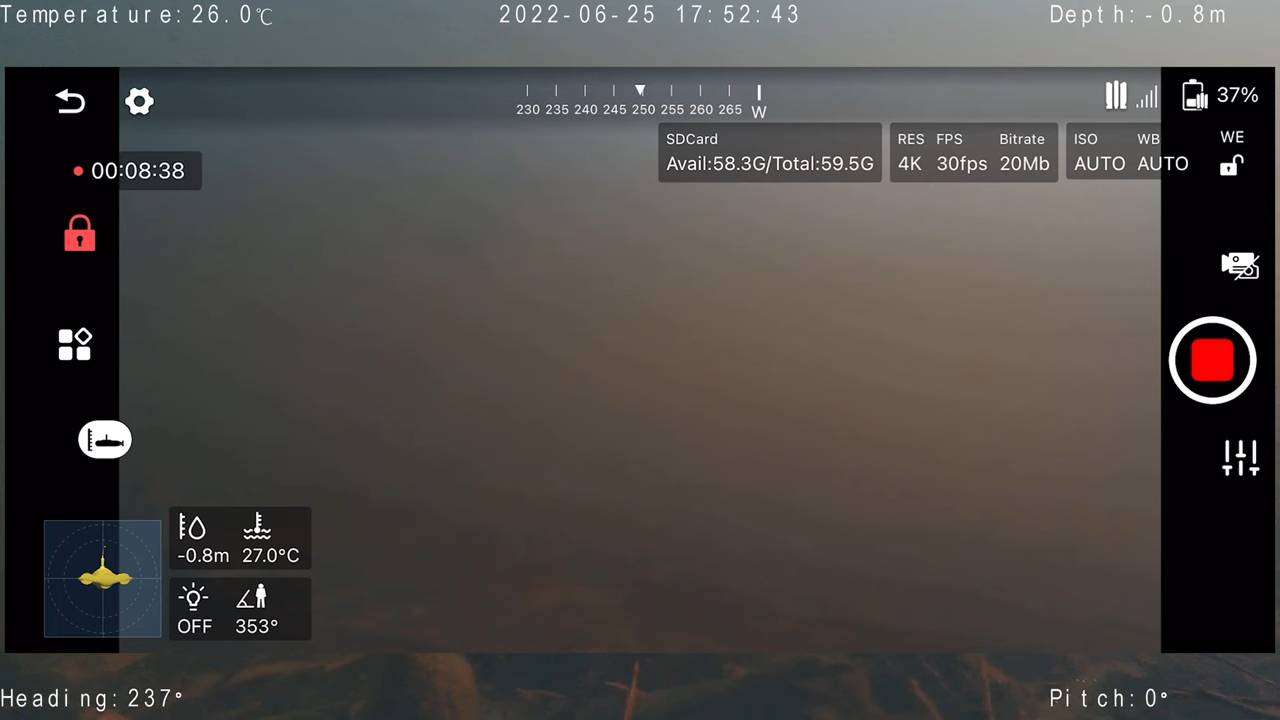 Temperature: 26.0℃
2022-06-25 17:52:43
Depth: -0.8m
230 235 240 245 250 255 260 265 W
37%
SDCard
Avail:58.3G/Total:59.5G
RES FPS Bitrate
4K 30fps 20Mb
ISO WB
AUTO AUTO
WE
00:08:38
-0.8m 27.0°C
OFF 353°
Heading: 237°
Pitch: 0°